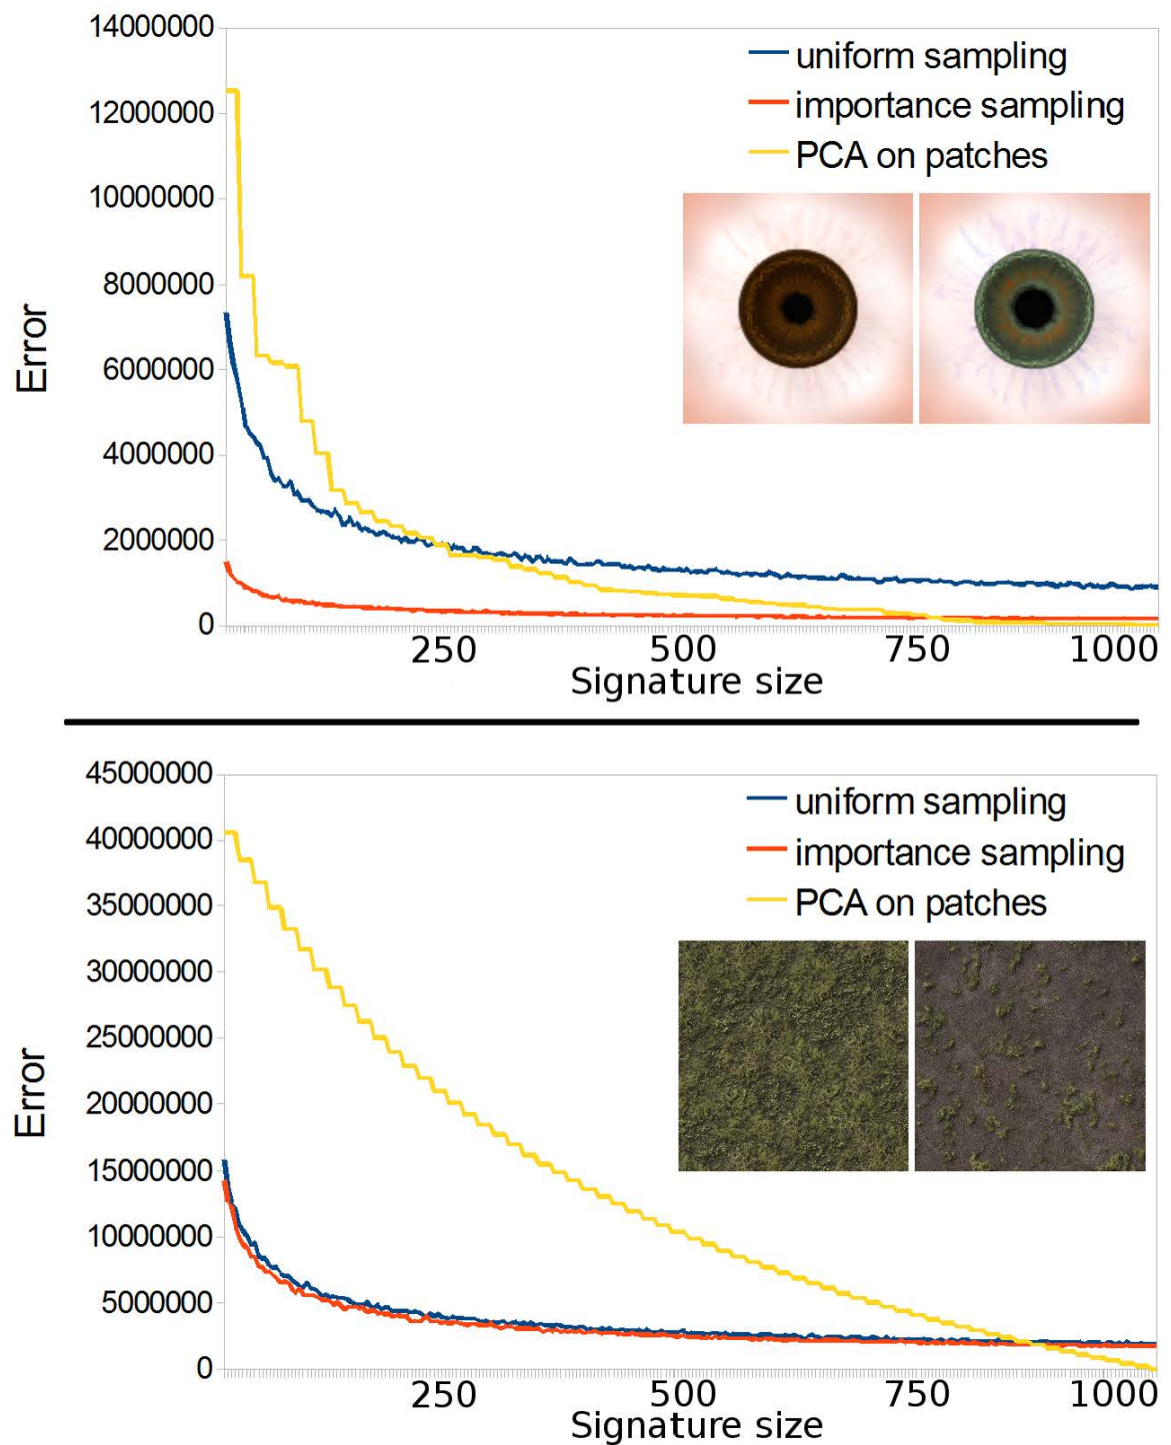 14000000
12000000
10000000
8000000
6000000
4000000
2000000
0
Error
uniform sampling
importance sampling
PCA on patches
250 500 750 1000
Signature size
45000000
40000000
35000000
30000000
25000000
20000000
15000000
10000000
5000000
0
Error
uniform sampling
importance sampling
PCA on patches
250 500 750 1000
Signature size